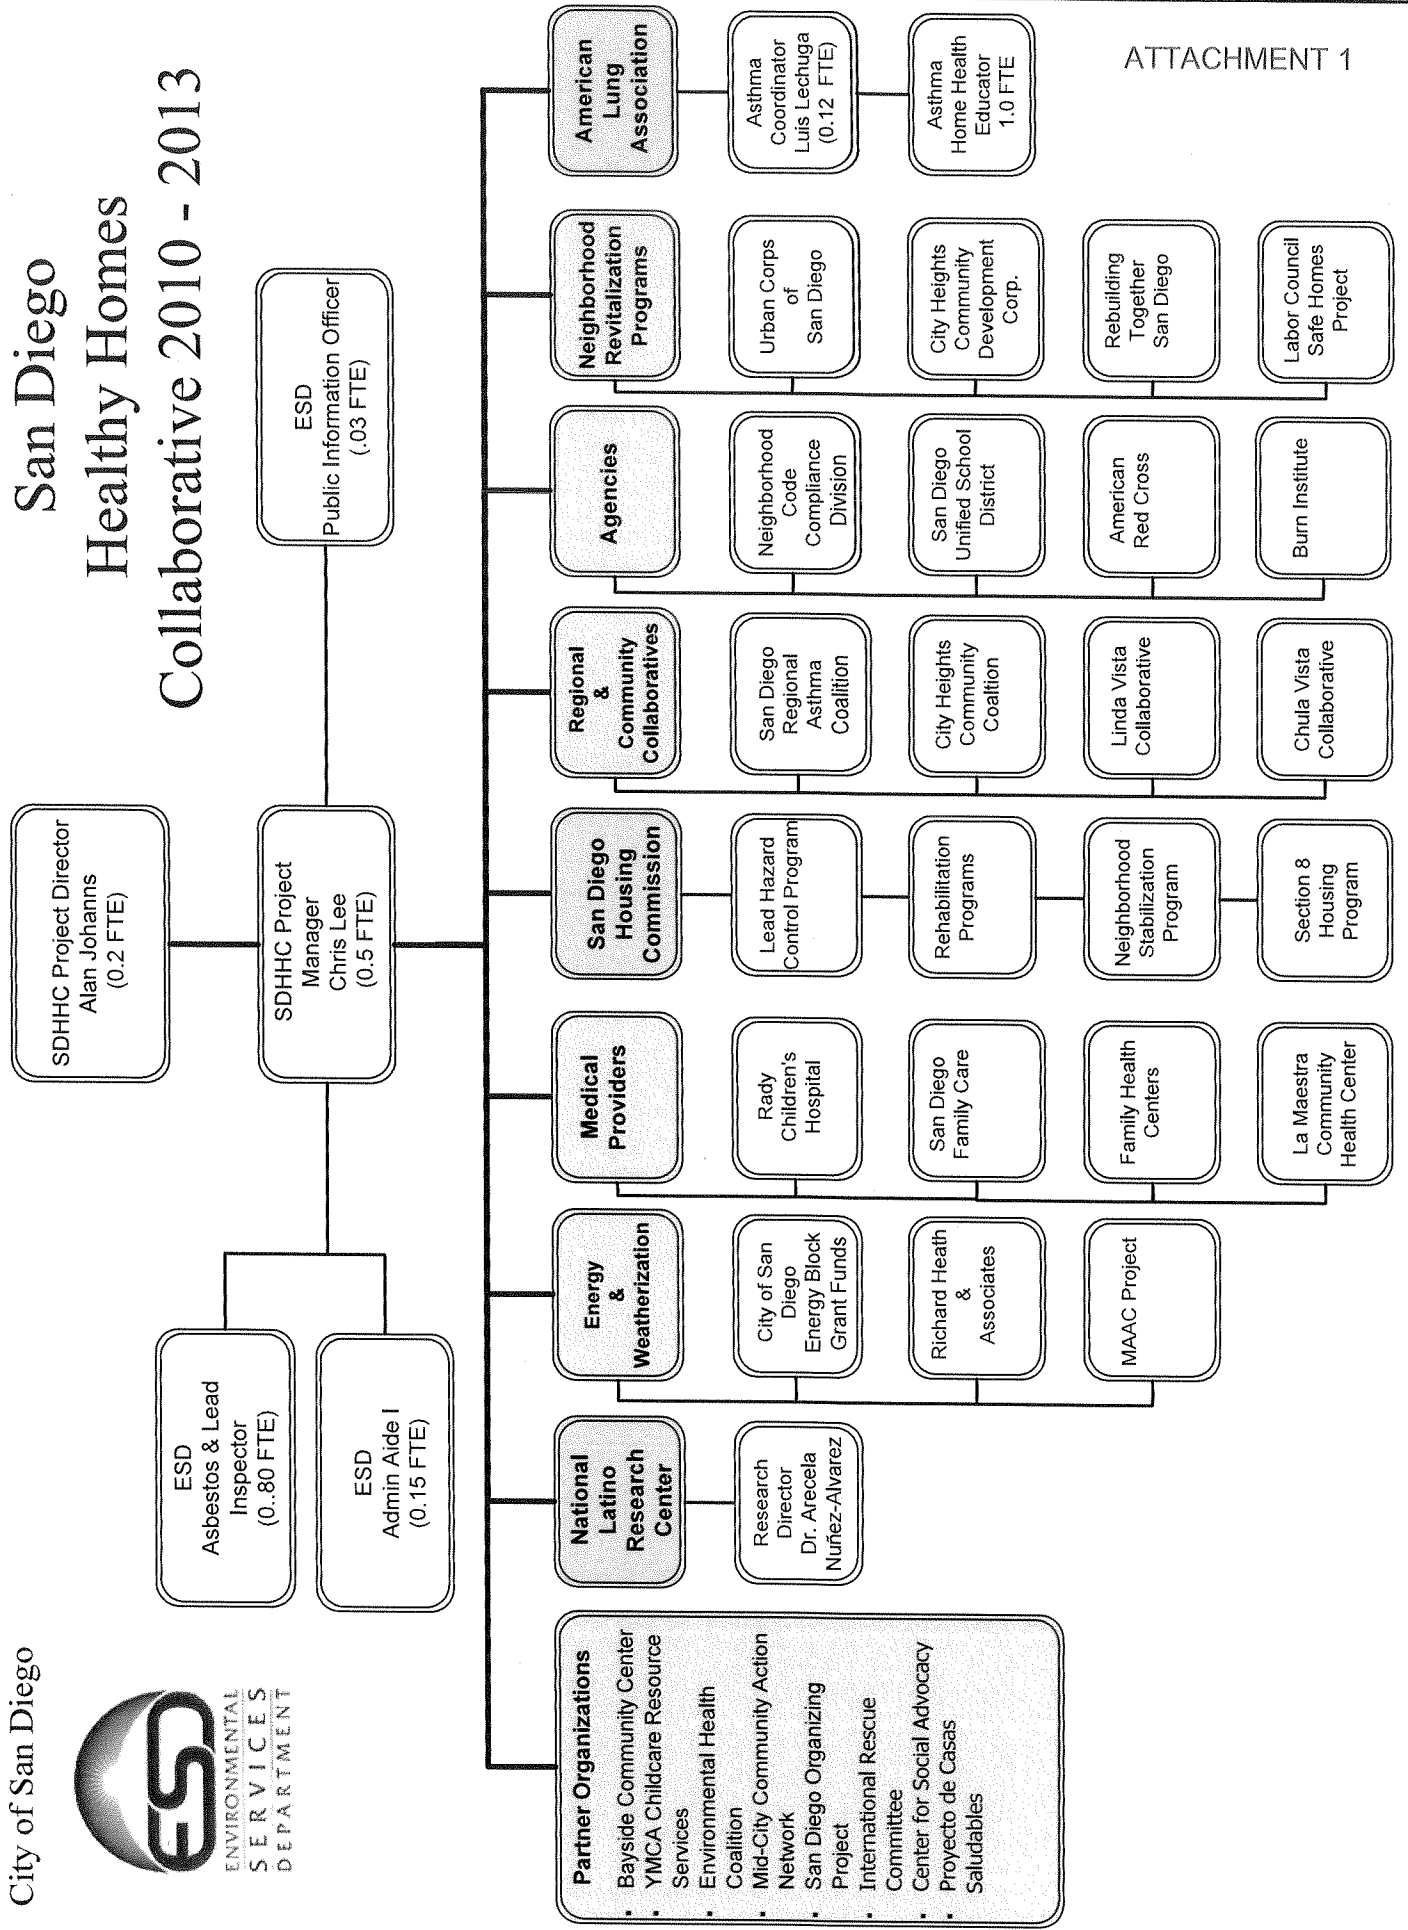 City of San Diego
ESD
ENVIRONMENTAL
SERVICES
DEPARTMENT
San Diego
Healthy Homes
Collaborative 2010 - 2013
SDHHC Project Director
Alan Johanns
(0.2 FTE)
SDHHC Project
Manager
Chris Lee
(0.5 FTE)
ESD
Public Information Officer
(.03 FTE)
ESD
Asbestos & Lead
Inspector
(0..80 FTE)
ESD
Admin Aide I
(0.15 FTE)
Partner Organizations
▪ Bayside Community Center
▪ YMCA Childcare Resource
Services
▪ Environmental Health
Coalition
▪ Mid-City Community Action
Network
▪ San Diego Organizing
Project
▪ International Rescue
Committee
▪ Center for Social Advocacy
▪ Proyecto de Casas
Saludables
National
Latino
Research
Center
Research
Director
Dr. Arecela
Nuñez-Alvarez
Energy
&
Weatherization
City of San
Diego
Energy Block
Grant Funds
Richard Heath
&
Associates
MAAC Project
Medical
Providers
Rady
Children's
Hospital
San Diego
Family Care
Family Health
Centers
La Maestra
Community
Health Center
San Diego
Housing
Commission
Lead Hazard
Control Program
Rehabilitation
Programs
Neighborhood
Stabilization
Program
Section 8
Housing
Program
Regional
&
Community
Collaboratives
San Diego
Regional
Asthma
Coalition
City Heights
Community
Coaltion
Linda Vista
Collaborative
Chula Vista
Collaborative
Agencies
Neighborhood
Code
Compliance
Division
San Diego
Unified School
District
American
Red Cross
Burn Institute
Neighborhood
Revitalization
Programs
Urban Corps
of
San Diego
City Heights
Community
Development
Corp.
Rebuilding
Together
San Diego
Labor Council
Safe Homes
Project
American
Lung
Association
Asthma
Coordinator
Luis Lechuga
(0.12 FTE)
Asthma
Home Health
Educator
1.0 FTE
ATTACHMENT 1